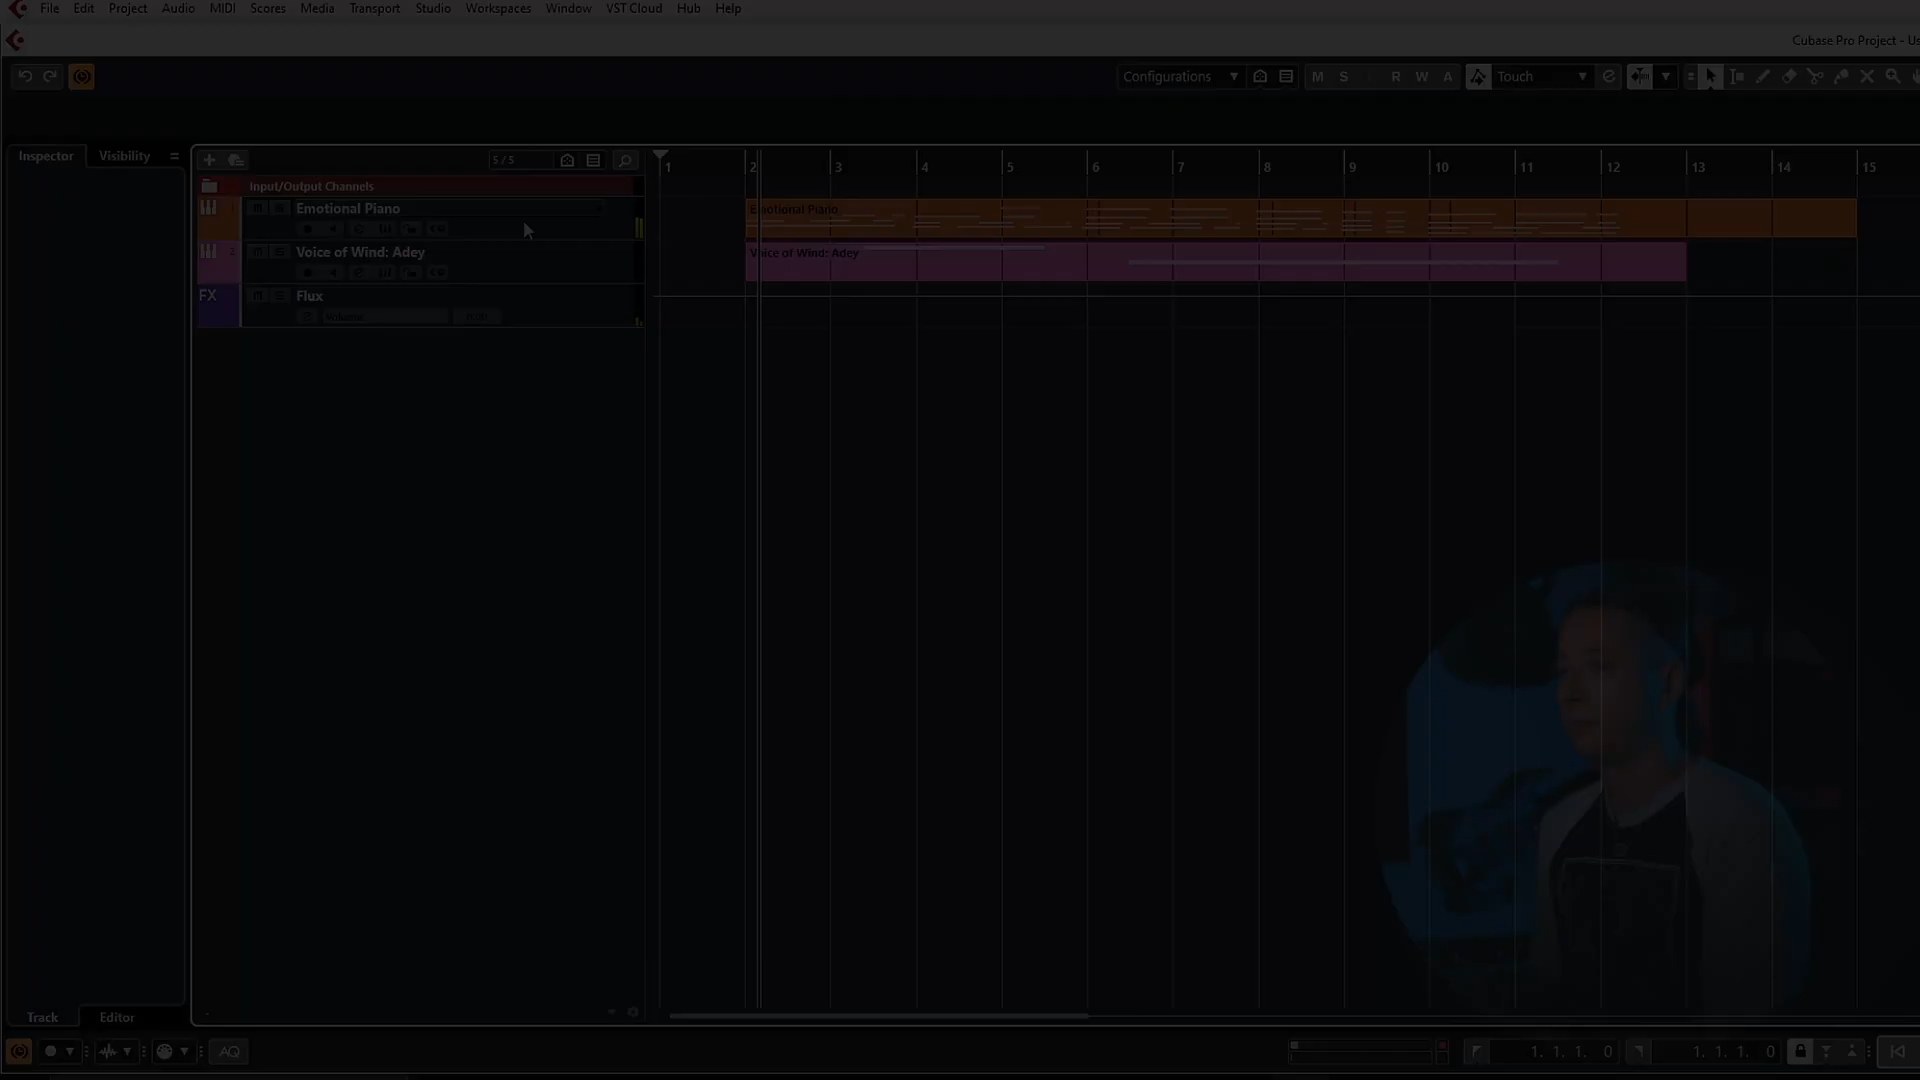 File Edit Project Audio MIDI Scores Media Transport Studio Workspaces Window VST Cloud Hub Help
Cubase Pro Project - Us
Configurations M S R W A Touch
Inspector Visibility 5 / 5
1 2 3 4 5 6 7 8 9 10 11 12 13 14 15
Input/Output Channels
Emotional Piano
Emotional Piano
Voice of Wind: Adey
Voice of Wind: Adey
FX Flux
Volume
Track Editor
AQ 1. 1. 1. 0 1. 1. 1. 0